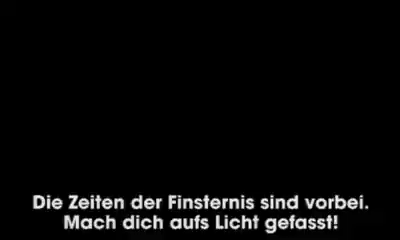 Die Zeiten der Finsternis sind vorbei.
Mach dich aufs Licht gefasst!